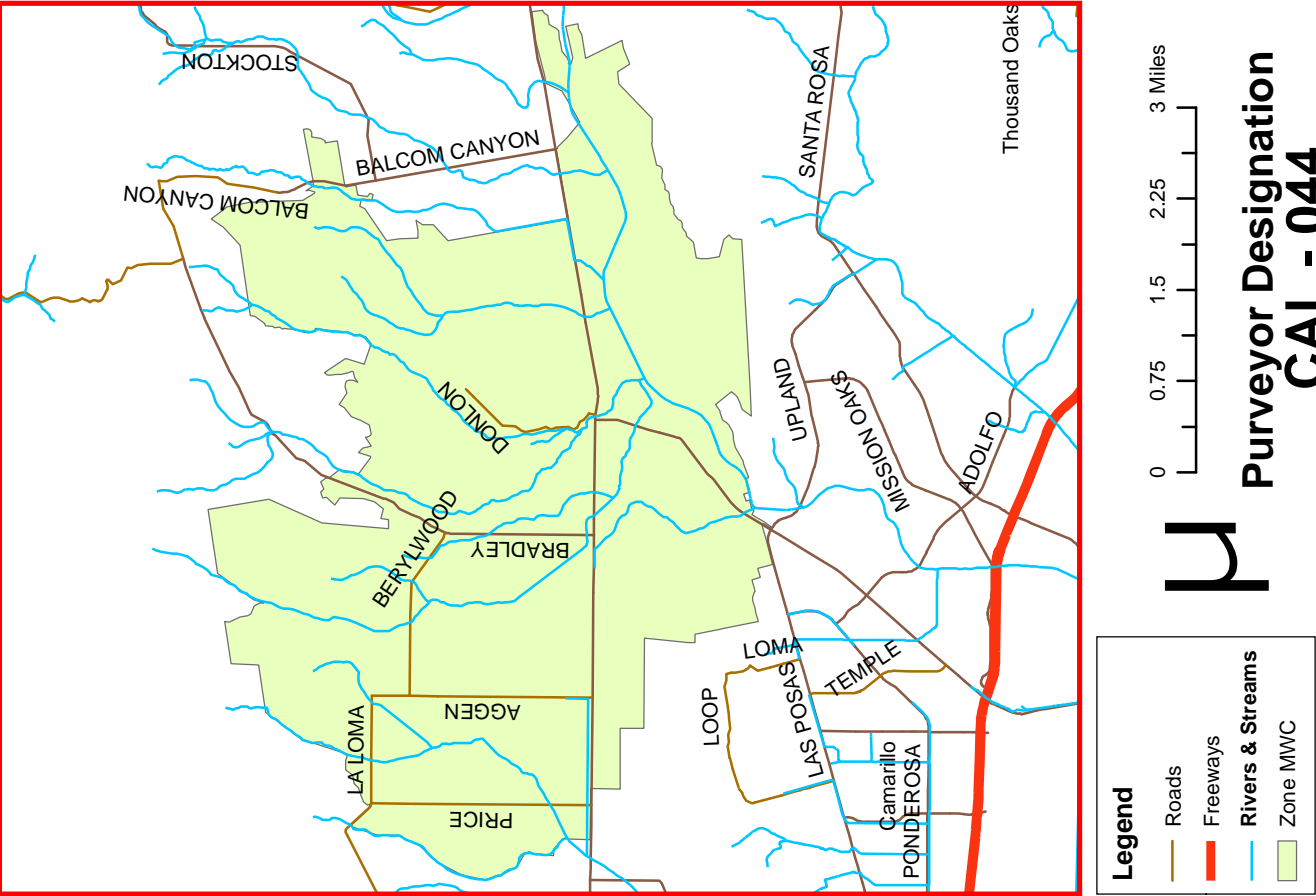 STOCKTON
BALCOM CANYON
BALCOM CANYON
SANTA ROSA
Thousand Oaks
DONLON
UPLAND
MISSION OAKS
ADOLFO
BERYLWOOD
BRADLEY
LOMA
TEMPLE
LOOP
LAS POSAS
LA LOMA
AGGEN
PRICE
Camarillo
PONDEROSA
0 0.75 1.5 2.25 3 Miles
µ
Purveyor Designation
CAL - 044
Legend
Roads
Freeways
Rivers & Streams
Zone MWC